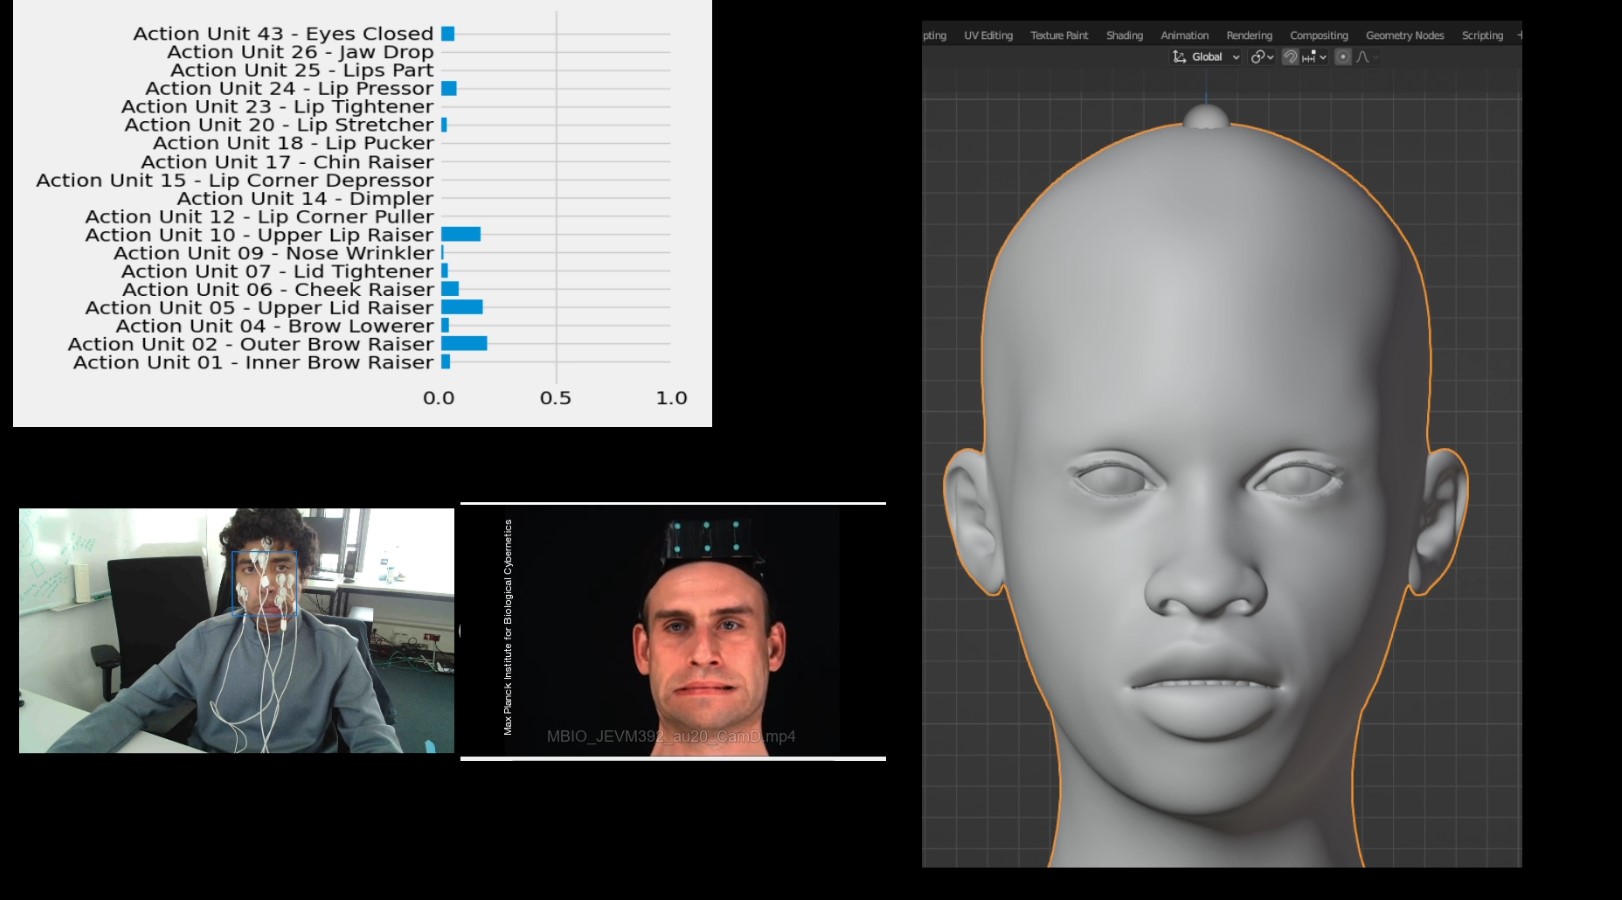 Action Unit 43 - Eyes Closed
Action Unit 26 - Jaw Drop
Action Unit 25 - Lips Part
Action Unit 24 - Lip Pressor
Action Unit 23 - Lip Tightener
Action Unit 20 - Lip Stretcher
Action Unit 18 - Lip Pucker
Action Unit 17 - Chin Raiser
Action Unit 15 - Lip Corner Depressor
Action Unit 14 - Dimpler
Action Unit 12 - Lip Corner Puller
Action Unit 10 - Upper Lip Raiser
Action Unit 09 - Nose Wrinkler
Action Unit 07 - Lid Tightener
Action Unit 06 - Cheek Raiser
Action Unit 05 - Upper Lid Raiser
Action Unit 04 - Brow Lowerer
Action Unit 02 - Outer Brow Raiser
Action Unit 01 - Inner Brow Raiser
0.0 0.5 1.0
Max Planck Institute for Biological Cybernetics
MBIO_JEVM392_au20_CamD.mp4
pting UV Editing Texture Paint Shading Animation Rendering Compositing Geometry Nodes Scripting +
Global